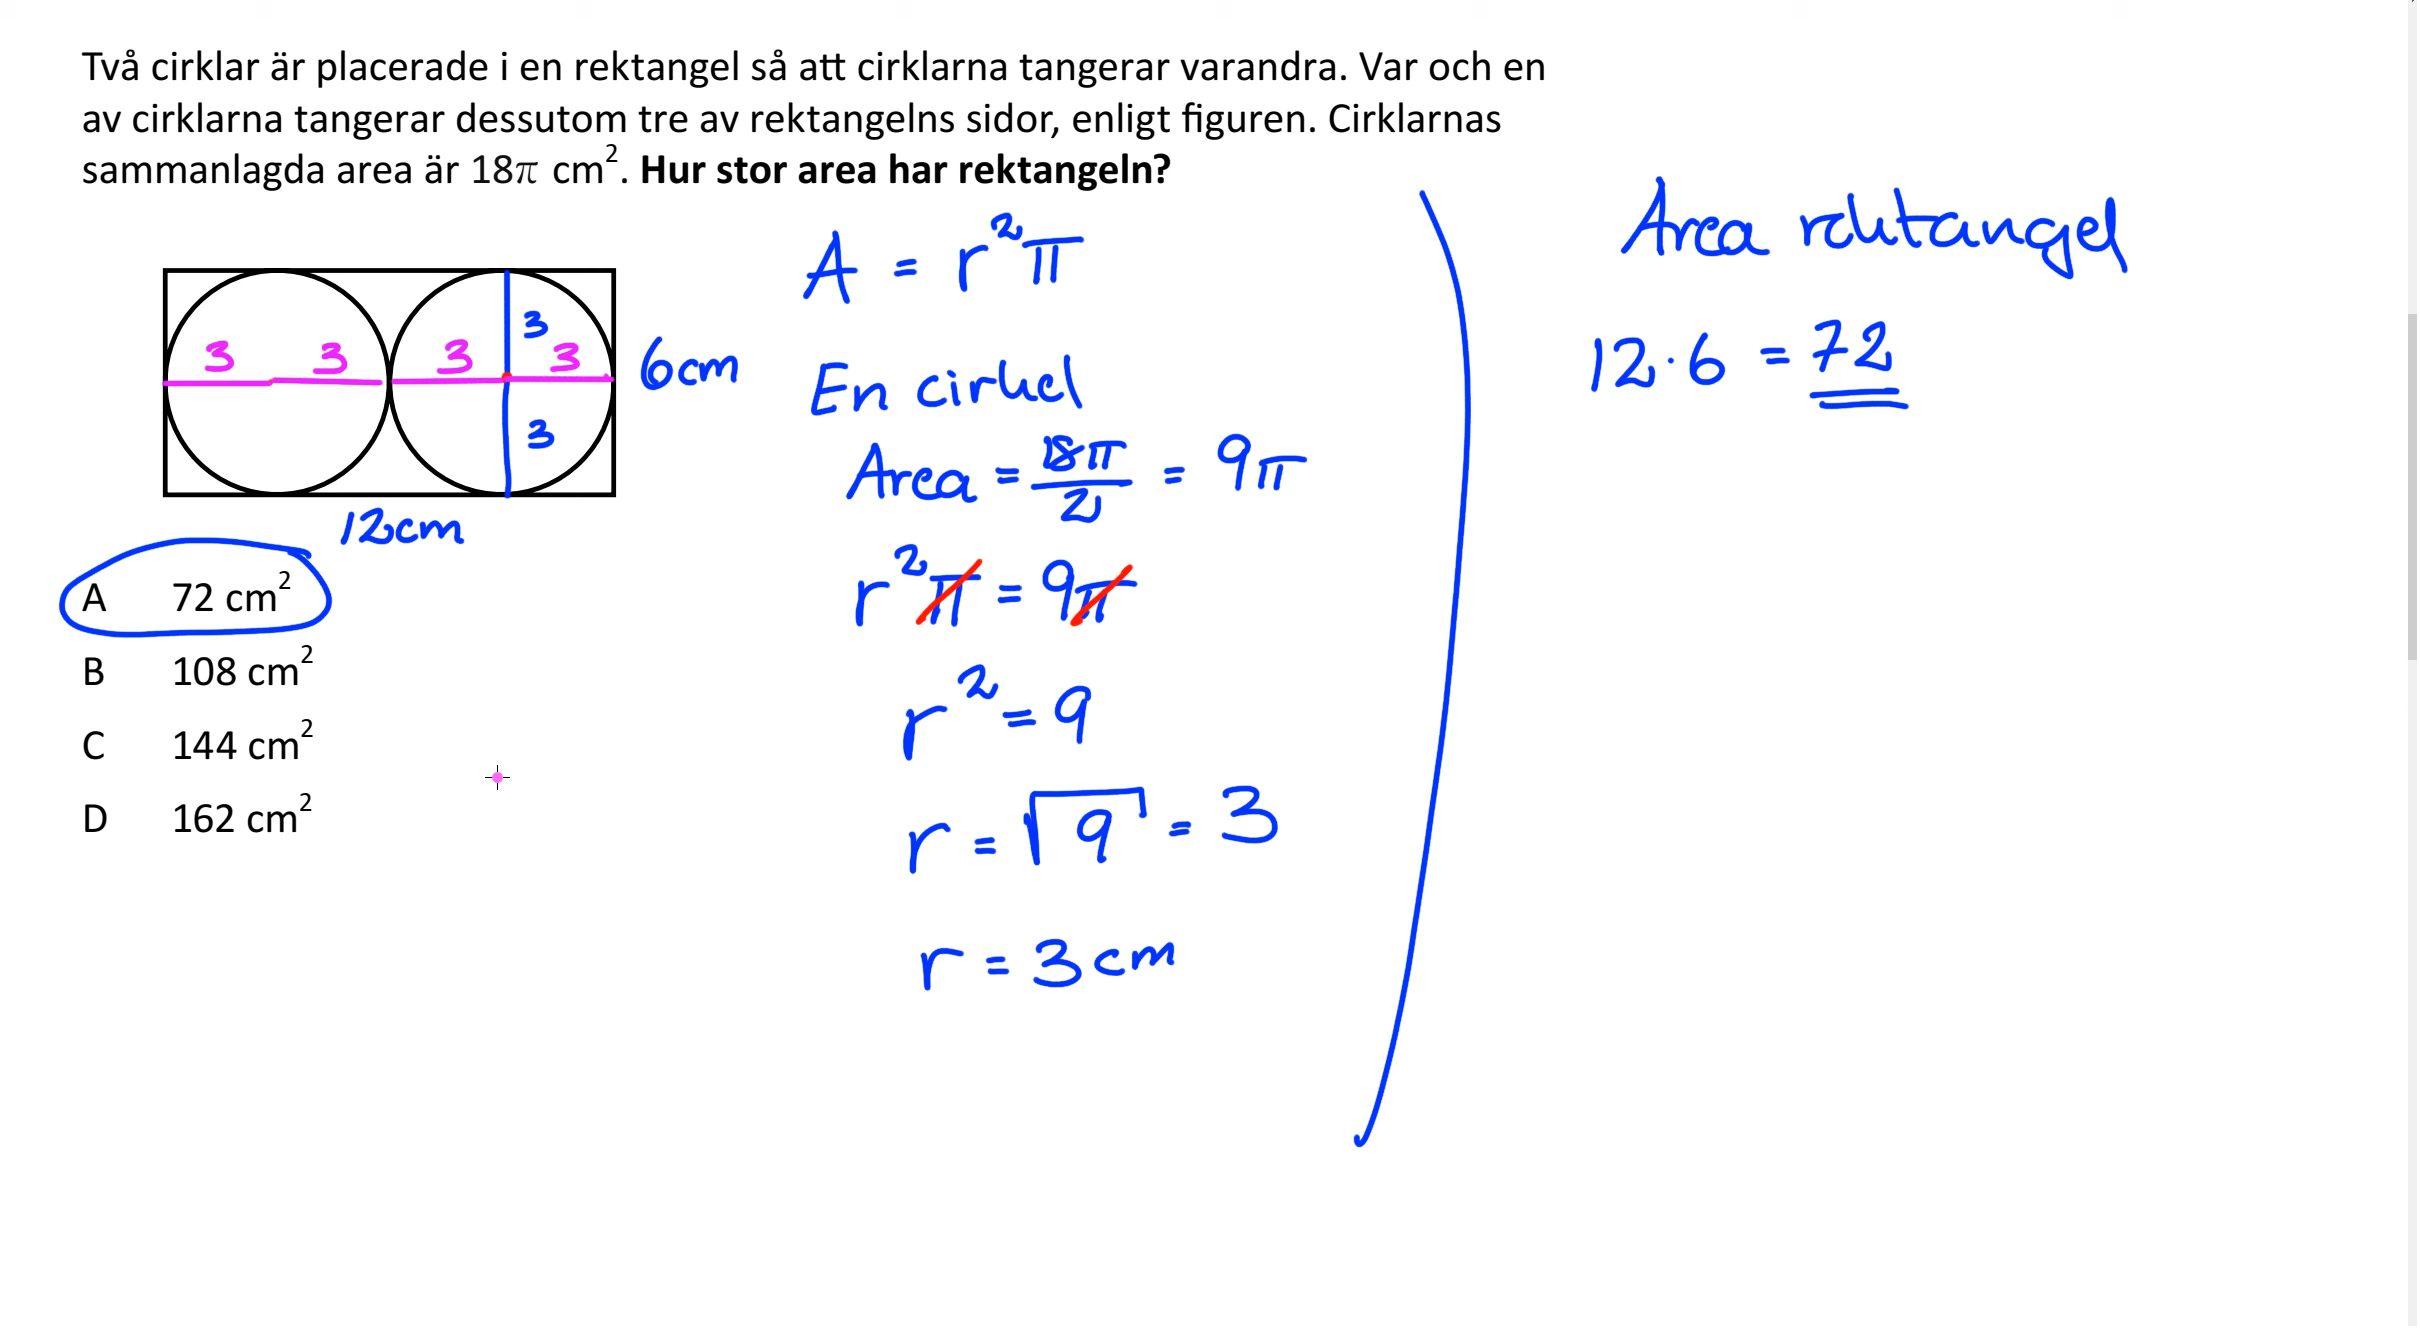 Två cirklar är placerade i en rektangel så att cirklarna tangerar varandra. Var och en
av cirklarna tangerar dessutom tre av rektangelns sidor, enligt figuren. Cirklarnas
sammanlagda area är 18π cm². Hur stor area har rektangeln?
3 3 3 3
3
3
6cm
12cm
A 72 cm²
B 108 cm²
C 144 cm²
D 162 cm²
A = r²π
En cirkel
Area = 18π/2 = 9π
r²π = 9π
r² = 9
r = √9 = 3
r = 3cm
Area rektangel
12·6 = 72